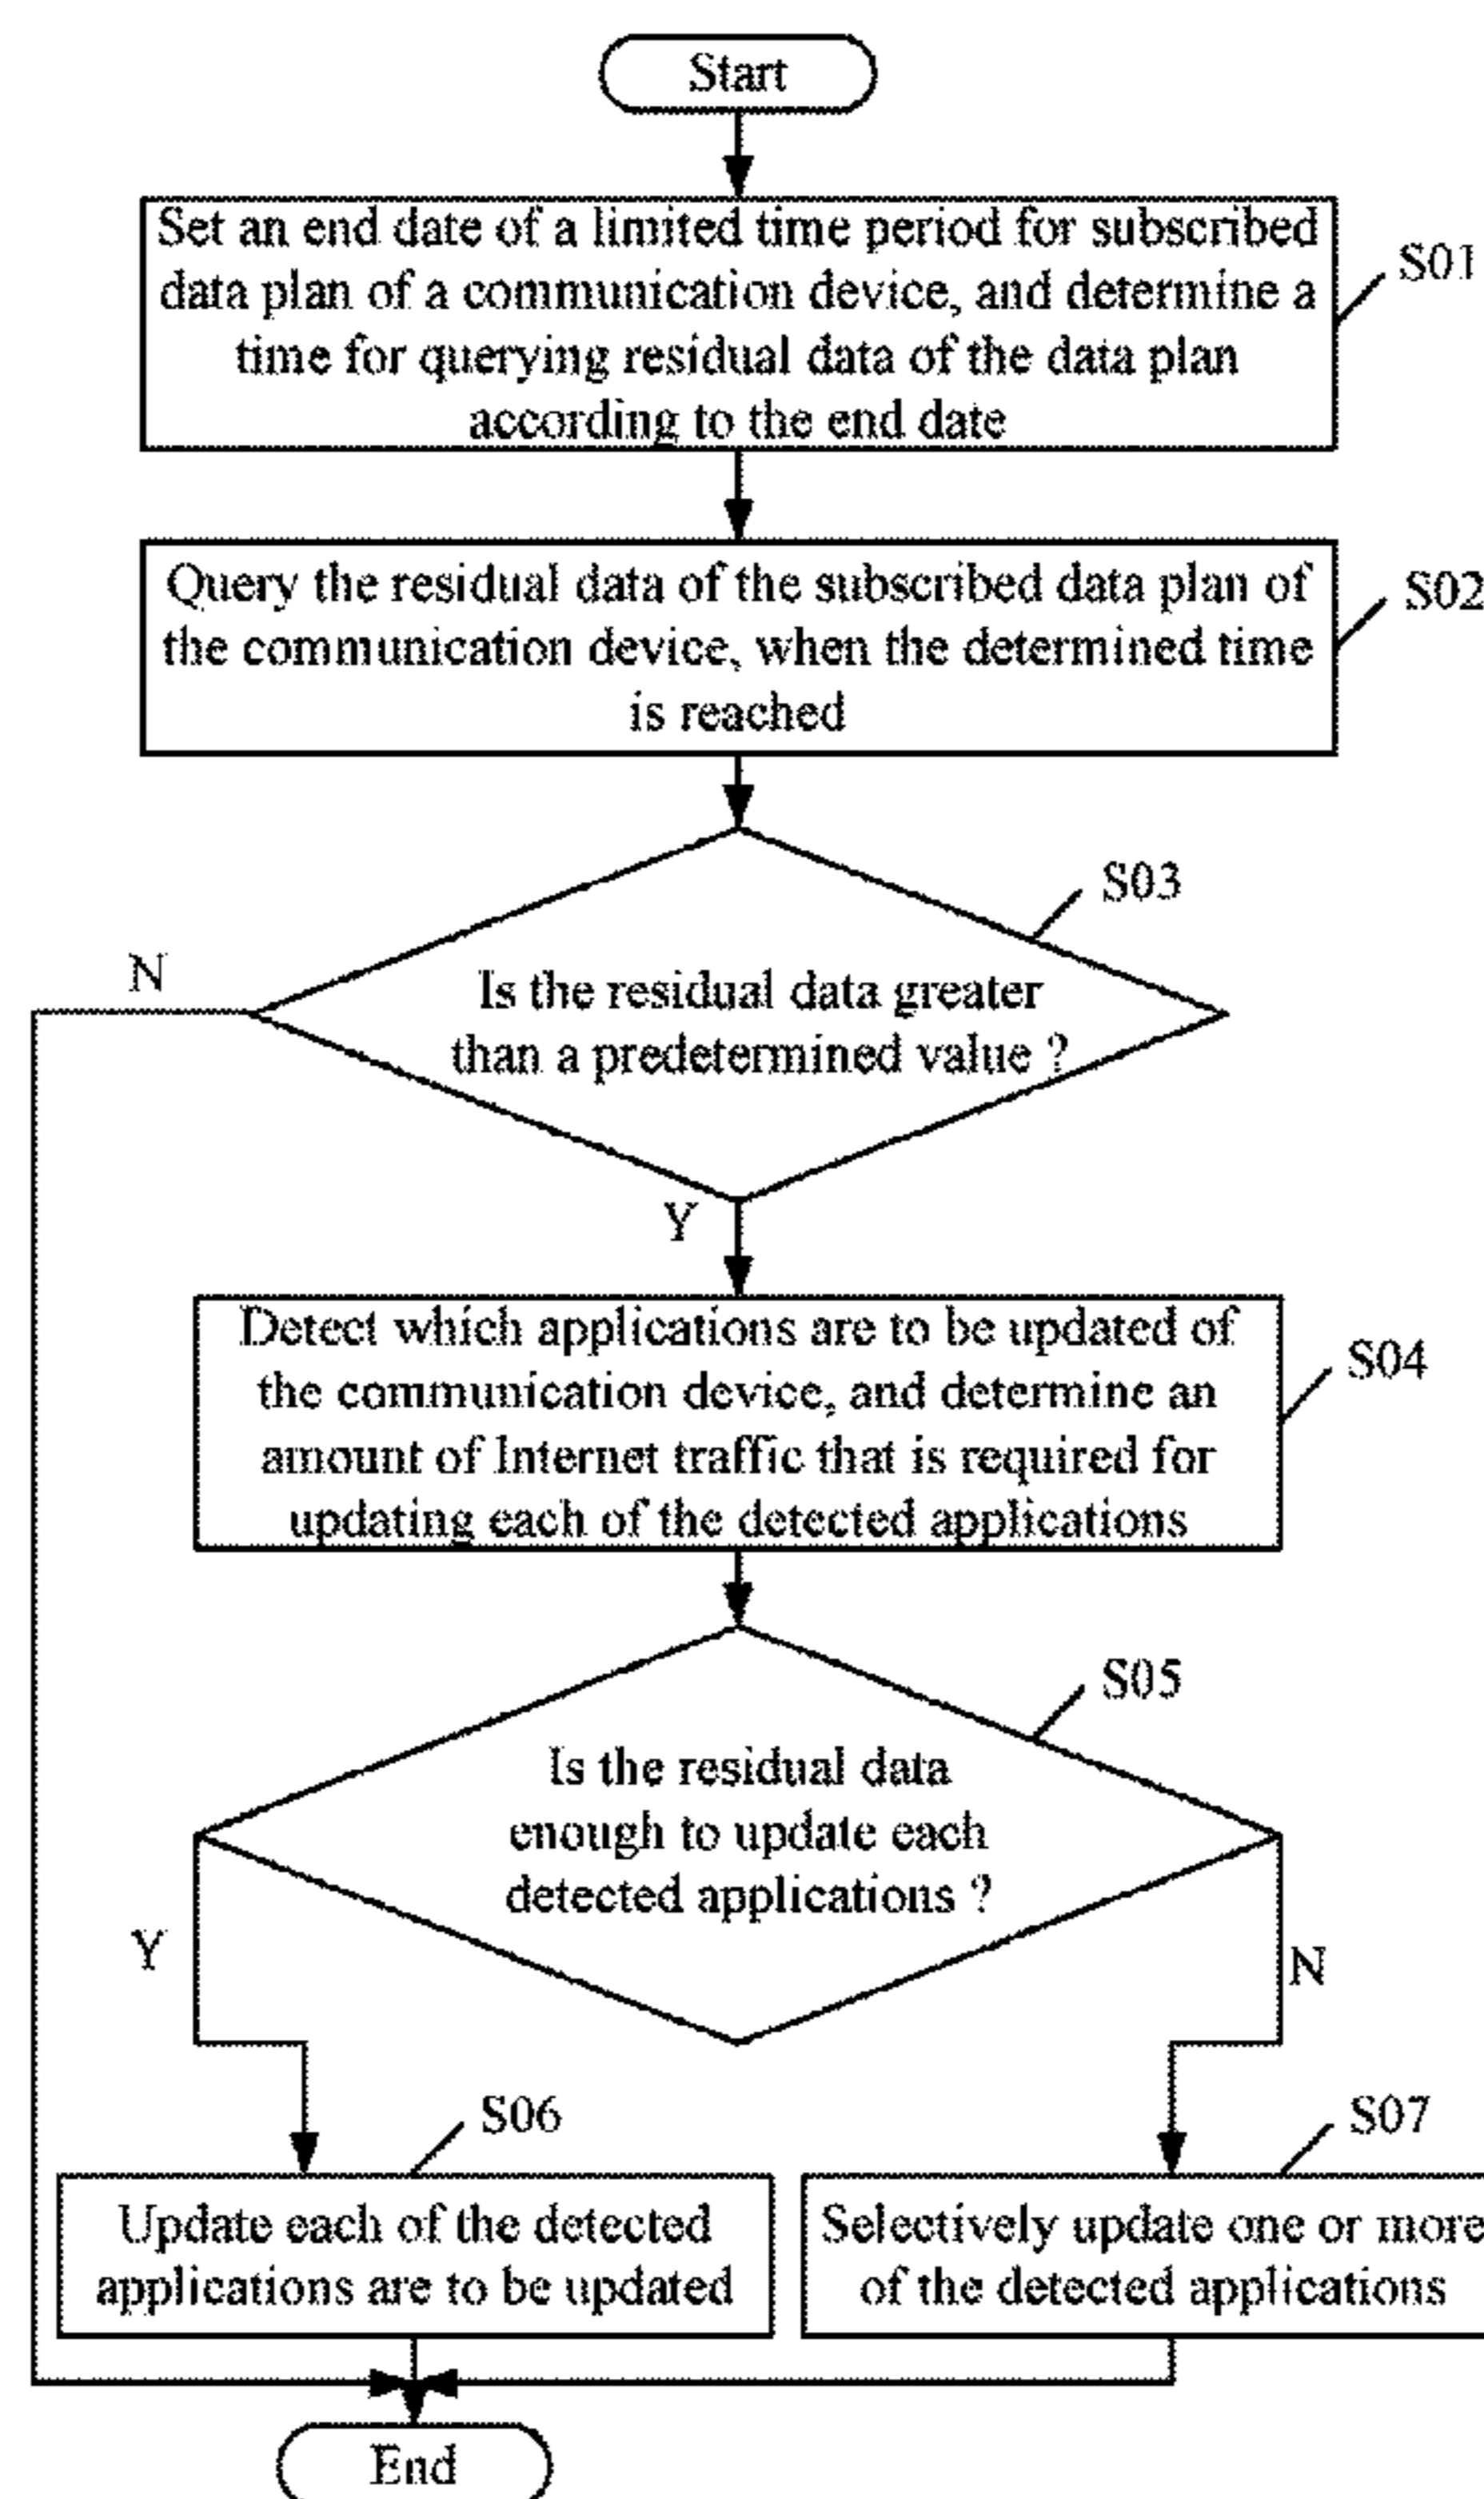 Start
Set an end date of a limited time period for subscribed
data plan of a communication device, and determine a
time for querying residual data of the data plan
according to the end date
S01
Query the residual data of the subscribed data plan of
the communication device, when the determined time
is reached
S02
S03
N
Is the residual data greater
than a predetermined value ?
Y
Detect which applications are to be updated of
the communication device, and determine an
amount of Internet traffic that is required for
updating each of the detected applications
S04
S05
Is the residual data
enough to update each
detected applications ?
Y
N
S06
S07
Update each of the detected
applications are to be updated
Selectively update one or more
of the detected applications
End